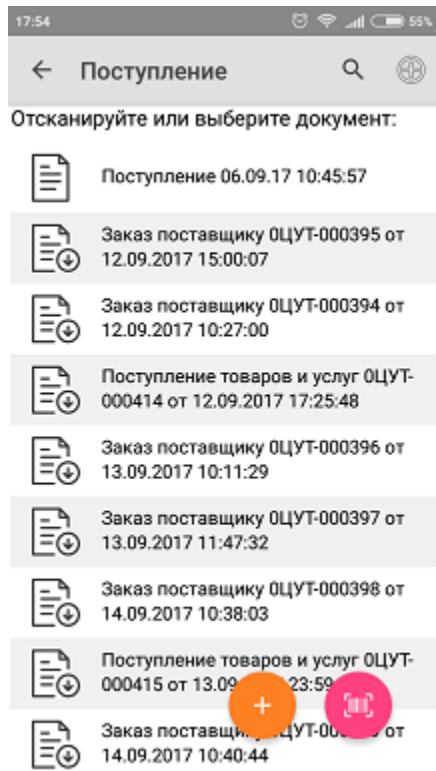 17:54
55%
Поступление
Отсканируйте или выберите документ:
Поступление 06.09.17 10:45:57
Заказ поставщику 0ЦУТ-000395 от
12.09.2017 15:00:07
Заказ поставщику 0ЦУТ-000394 от
12.09.2017 10:27:00
Поступление товаров и услуг 0ЦУТ-
000414 от 12.09.2017 17:25:48
Заказ поставщику 0ЦУТ-000396 от
13.09.2017 10:11:29
Заказ поставщику 0ЦУТ-000397 от
13.09.2017 11:47:32
Заказ поставщику 0ЦУТ-000398 от
14.09.2017 10:38:03
Поступление товаров и услуг 0ЦУТ-
000415 от 23:59
Заказ от
14.09.2017 10:40:44